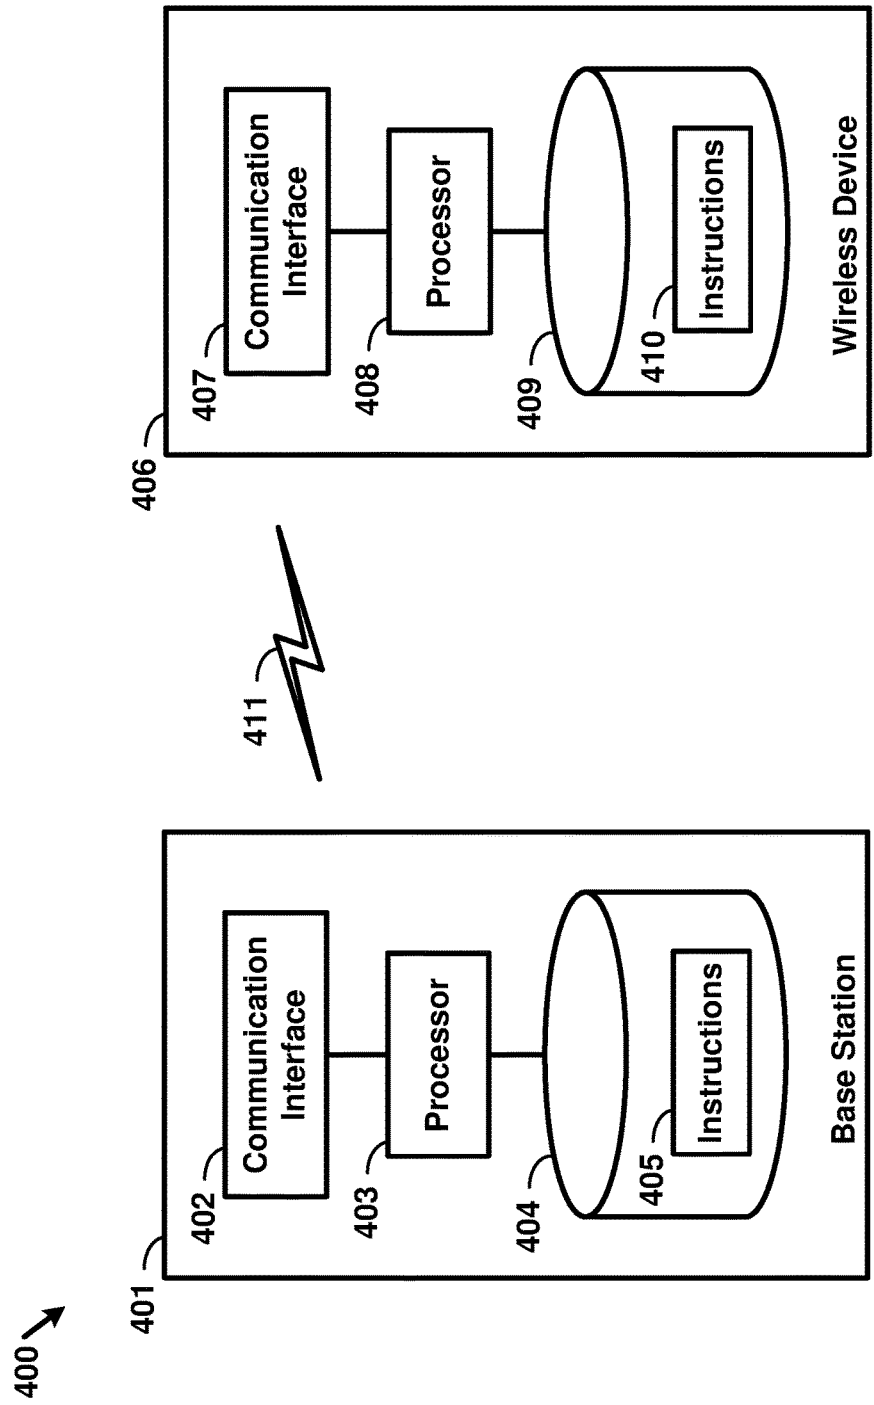 400
401
402
Communication
Interface
403
Processor
404
405
Instructions
Base Station
411
406
407
Communication
Interface
408
Processor
409
410
Instructions
Wireless Device